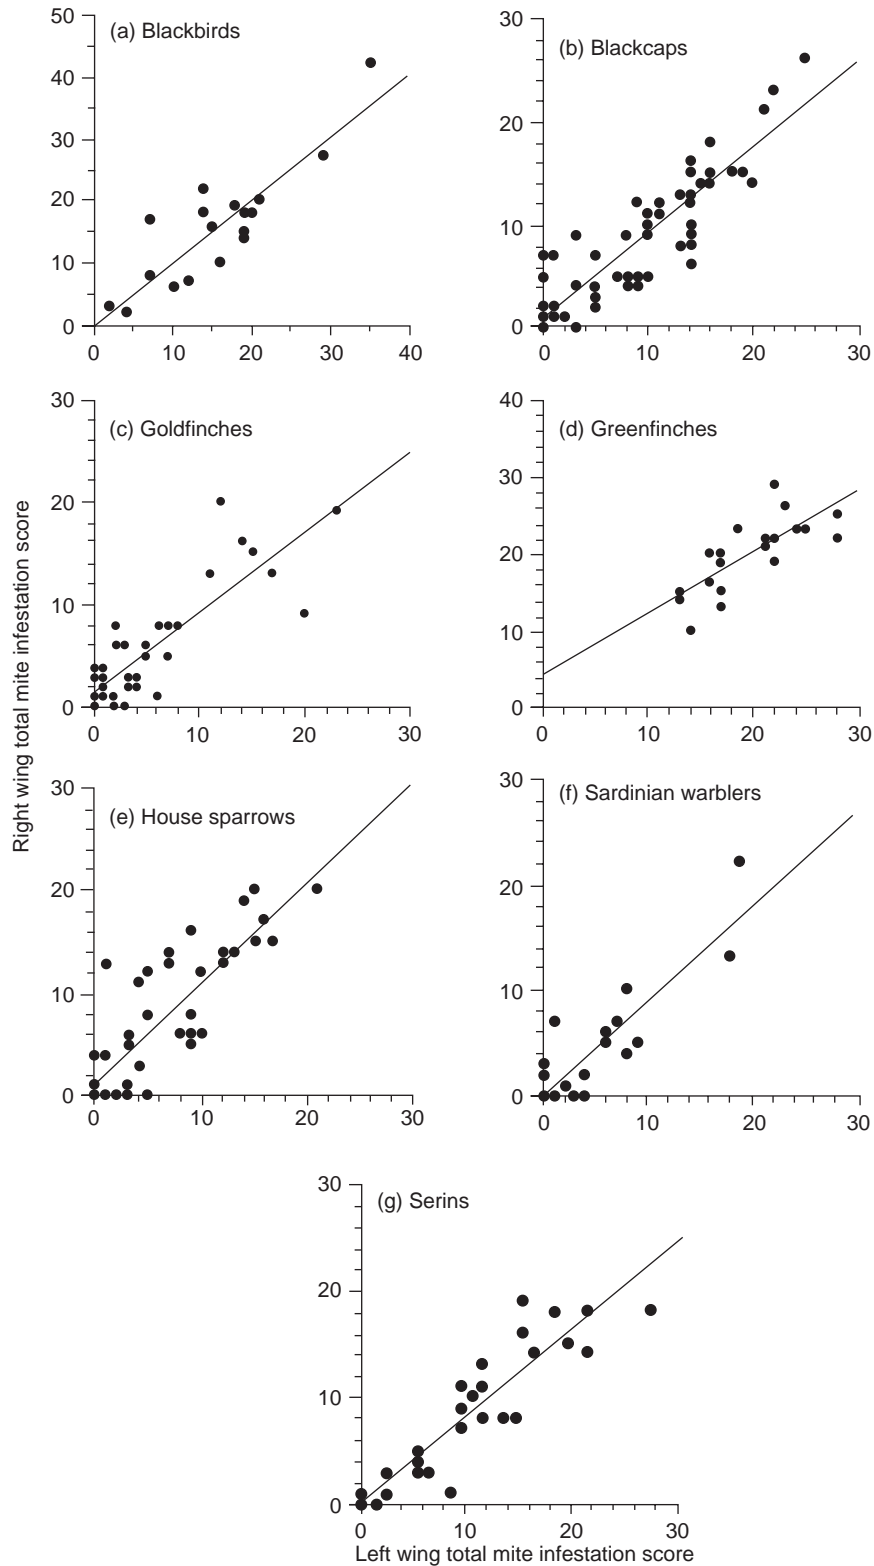 50
(a) Blackbirds
40
30
20
10
0
0 10 20 30 40
30
(b) Blackcaps
20
10
0
0 10 20 30
30
(c) Goldfinches
20
10
0
0 10 20 30
40
(d) Greenfinches
30
20
10
0
0 10 20 30
Right wing total mite infestation score
30
(e) House sparrows
20
10
0
0 10 20 30
30
(f) Sardinian warblers
20
10
0
0 10 20 30
30
(g) Serins
20
10
0
0 10 20 30
Left wing total mite infestation score